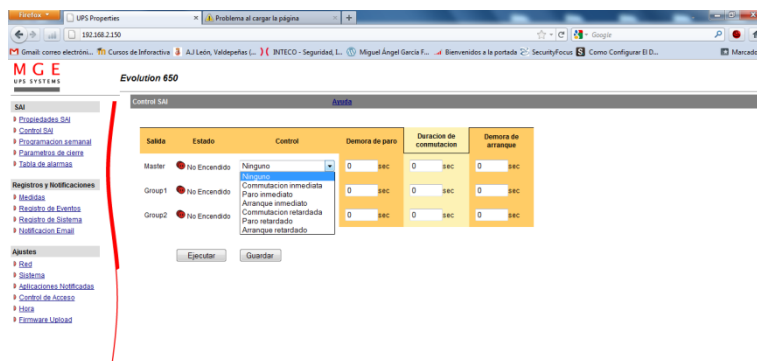 Firefox
UPS Properties
Problema al cargar la página
192.168.2.150
Google
Gmail: correo electróni...
Cursos de Inforactiva
A.J León, Valdepeñas (...
INTECO - Seguridad, I...
Miguel Ángel García F...
Bienvenidos a la portada
SecurityFocus
Como Configurar El D...
Marcado
MGE
UPS SYSTEMS
Evolution 650
Control SAI Ayuda
SAI
Propiedades SAI
Control SAI
Programacion semanal
Parametros de cierre
Tabla de alarmas
Registros y Notificaciones
Medidas
Registro de Eventos
Registro de Sistema
Notificacion Email
Ajustes
Red
Sistema
Aplicaciones Notificadas
Control de Acceso
Hora
Firmware Upload
Salida Estado Control Demora de paro Duracion de conmutacion Demora de arranque
Master No Encendido Ninguno 0 sec 0 sec 0 sec
Ninguno
Commutacion inmediata
Paro inmediato
Arranque inmediato
Commutacion retardada
Paro retardado
Arranque retardado
Group1 No Encendido 0 sec 0 sec 0 sec
Group2 No Encendido 0 sec 0 sec 0 sec
Ejecutar Guardar